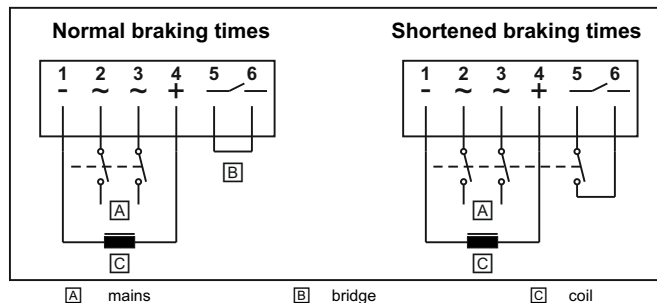 Normal braking times Shortened braking times
1 2 3 4 5 6 1 2 3 4 5 6
- ~ ~ + - ~ ~ +
B
A A
C C
A mains B bridge C coil